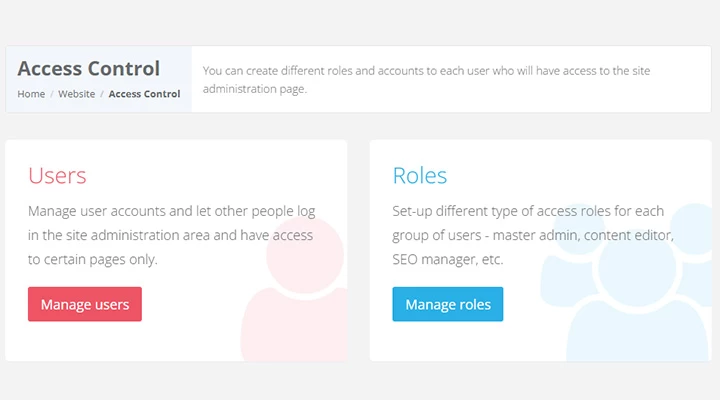 Access Control
Home / Website / Access Control
You can create different roles and accounts to each user who will have access to the site
administration page.
Users
Manage user accounts and let other people log
in the site administration area and have access
to certain pages only.
Manage users
Roles
Set-up different type of access roles for each
group of users - master admin, content editor,
SEO manager, etc.
Manage roles